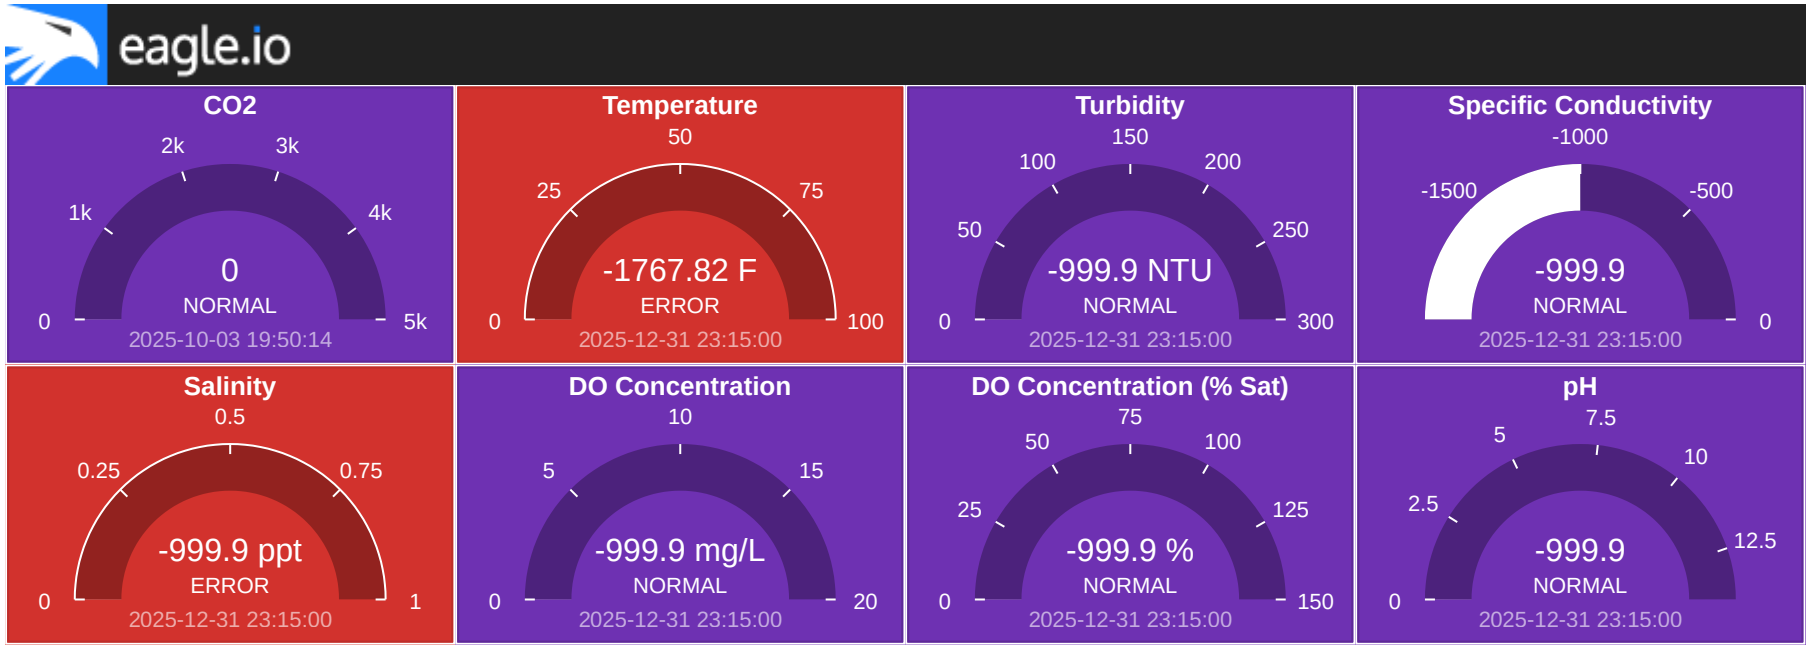 eagle.io
CO2
2k 3k
1k 4k
0 5k
0
NORMAL
2025-10-03 19:50:14
Temperature
50
25 75
0 100
-1767.82 F
ERROR
2025-12-31 23:15:00
Turbidity
150
100 200
50 250
0 300
-999.9 NTU
NORMAL
2025-12-31 23:15:00
Specific Conductivity
-1000
-1500 -500
0
-999.9
NORMAL
2025-12-31 23:15:00
Salinity
0.5
0.25 0.75
0 1
-999.9 ppt
ERROR
2025-12-31 23:15:00
DO Concentration
10
5 15
0 20
-999.9 mg/L
NORMAL
2025-12-31 23:15:00
DO Concentration (% Sat)
75
50 100
25 125
0 150
-999.9 %
NORMAL
2025-12-31 23:15:00
pH
7.5
5 10
2.5 12.5
0
-999.9
NORMAL
2025-12-31 23:15:00